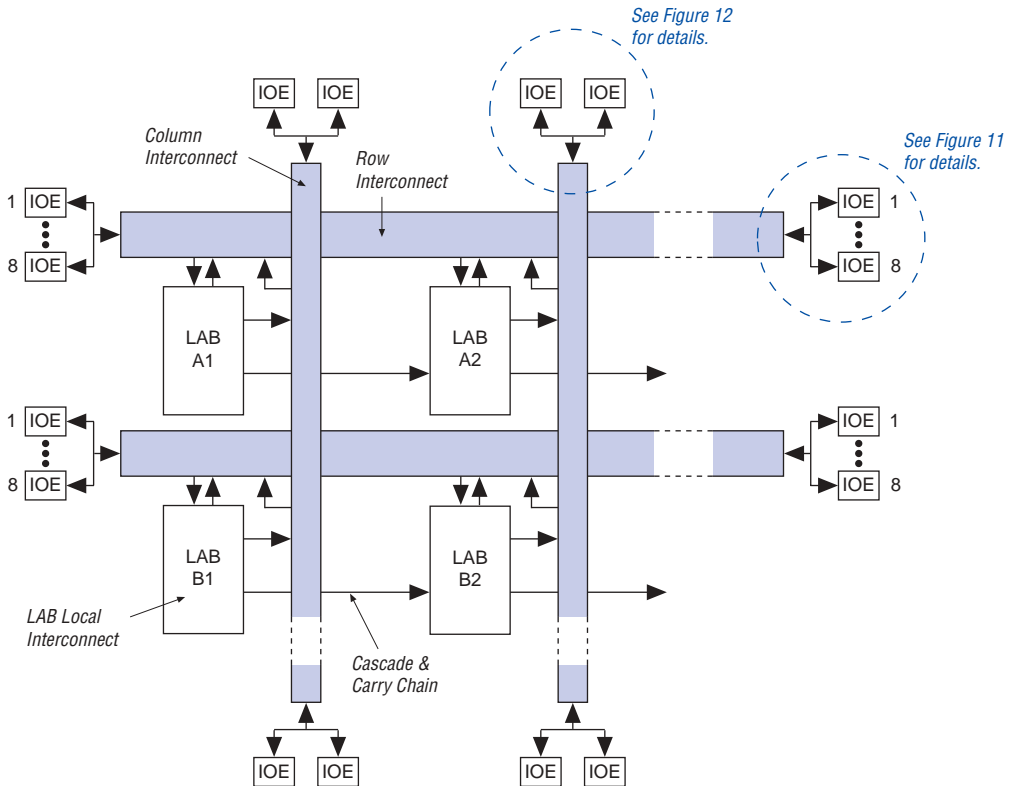 See Figure 12
for details.
IOE IOE IOE IOE
Column
Interconnect
Row
Interconnect
See Figure 11
for details.
1 IOE IOE 1
8 IOE IOE 8
LAB
A1
LAB
A2
1 IOE IOE 1
8 IOE IOE 8
LAB
B1
LAB
B2
LAB Local
Interconnect
Cascade &
Carry Chain
IOE IOE IOE IOE